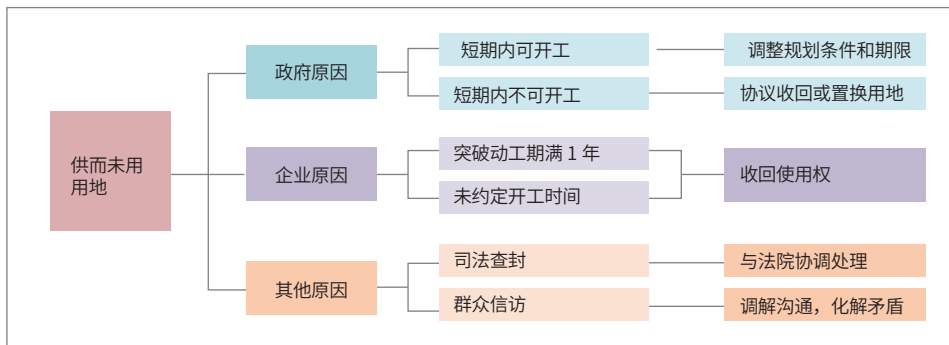 供而未用
用地
政府原因
短期内可开工
调整规划条件和期限
短期内不可开工
协议收回或置换用地
企业原因
突破动工期满 1 年
未约定开工时间
收回使用权
其他原因
司法查封
与法院协调处理
群众信访
调解沟通，化解矛盾